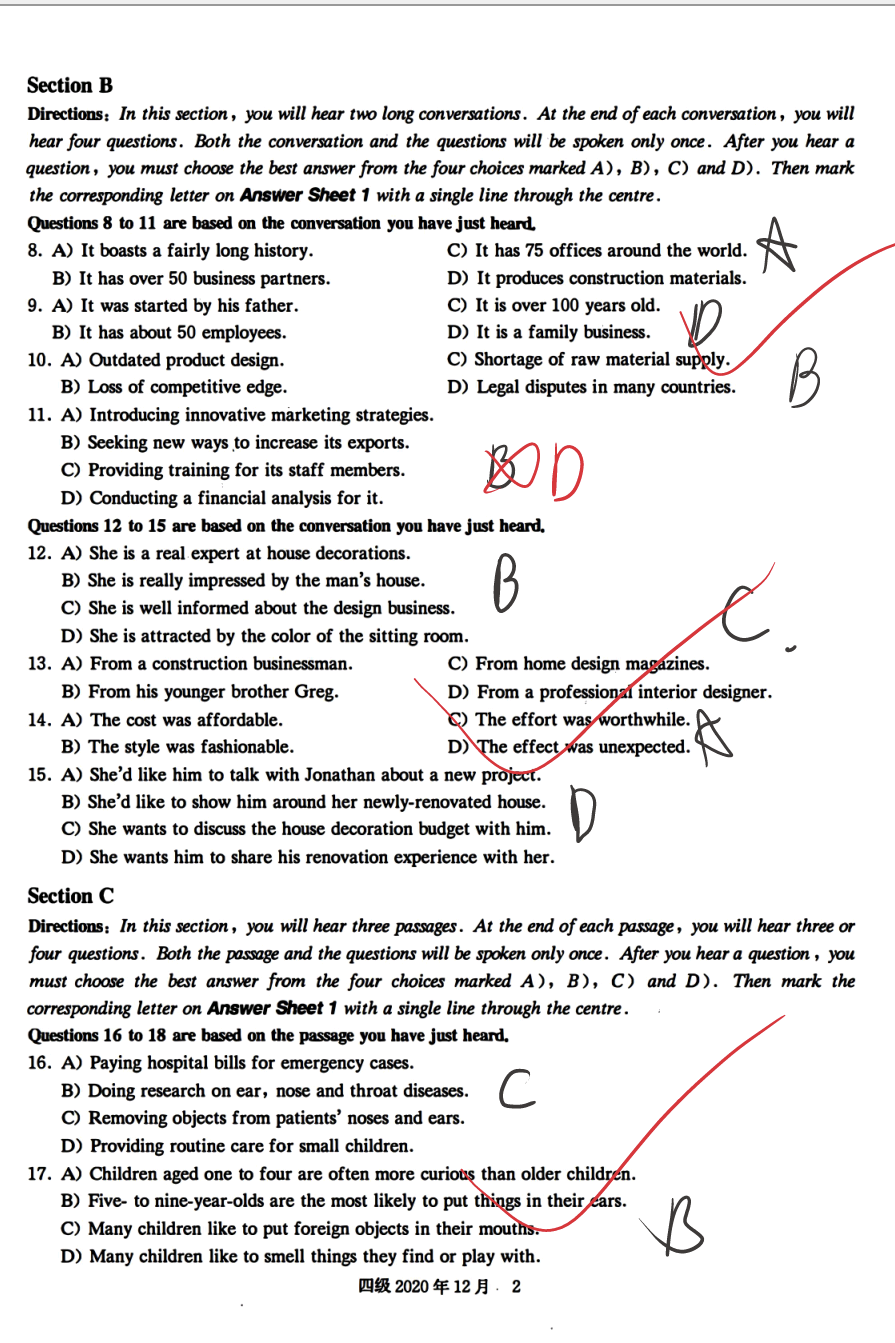 Section B
Directions: In this section, you will hear two long conversations. At the end of each conversation, you will
hear four questions. Both the conversation and the questions will be spoken only once. After you hear a
question, you must choose the best answer from the four choices marked A), B), C) and D). Then mark
the corresponding letter on Answer Sheet 1 with a single line through the centre.
Questions 8 to 11 are based on the conversation you have just heard.
8. A) It boasts a fairly long history. C) It has 75 offices around the world. A
B) It has over 50 business partners. D) It produces construction materials.
9. A) It was started by his father. C) It is over 100 years old.
B) It has about 50 employees. D) It is a family business. D
10. A) Outdated product design. C) Shortage of raw material supply.
B) Loss of competitive edge. D) Legal disputes in many countries. B
11. A) Introducing innovative marketing strategies.
B) Seeking new ways to increase its exports.
C) Providing training for its staff members. B D
D) Conducting a financial analysis for it.
Questions 12 to 15 are based on the conversation you have just heard.
12. A) She is a real expert at house decorations.
B) She is really impressed by the man's house. B
C) She is well informed about the design business. C
D) She is attracted by the color of the sitting room.
13. A) From a construction businessman. C) From home design magazines.
B) From his younger brother Greg. D) From a professional interior designer.
14. A) The cost was affordable. C) The effort was worthwhile. A
B) The style was fashionable. D) The effect was unexpected.
15. A) She'd like him to talk with Jonathan about a new project.
B) She'd like to show him around her newly-renovated house. D
C) She wants to discuss the house decoration budget with him.
D) She wants him to share his renovation experience with her.
Section C
Directions: In this section, you will hear three passages. At the end of each passage, you will hear three or
four questions. Both the passage and the questions will be spoken only once. After you hear a question, you
must choose the best answer from the four choices marked A), B), C) and D). Then mark the
corresponding letter on Answer Sheet 1 with a single line through the centre.
Questions 16 to 18 are based on the passage you have just heard.
16. A) Paying hospital bills for emergency cases.
B) Doing research on ear, nose and throat diseases. C
C) Removing objects from patients' noses and ears.
D) Providing routine care for small children.
17. A) Children aged one to four are often more curious than older children.
B) Five- to nine-year-olds are the most likely to put things in their ears.
C) Many children like to put foreign objects in their mouths. B
D) Many children like to smell things they find or play with.
四级 2020 年 12 月 · 2